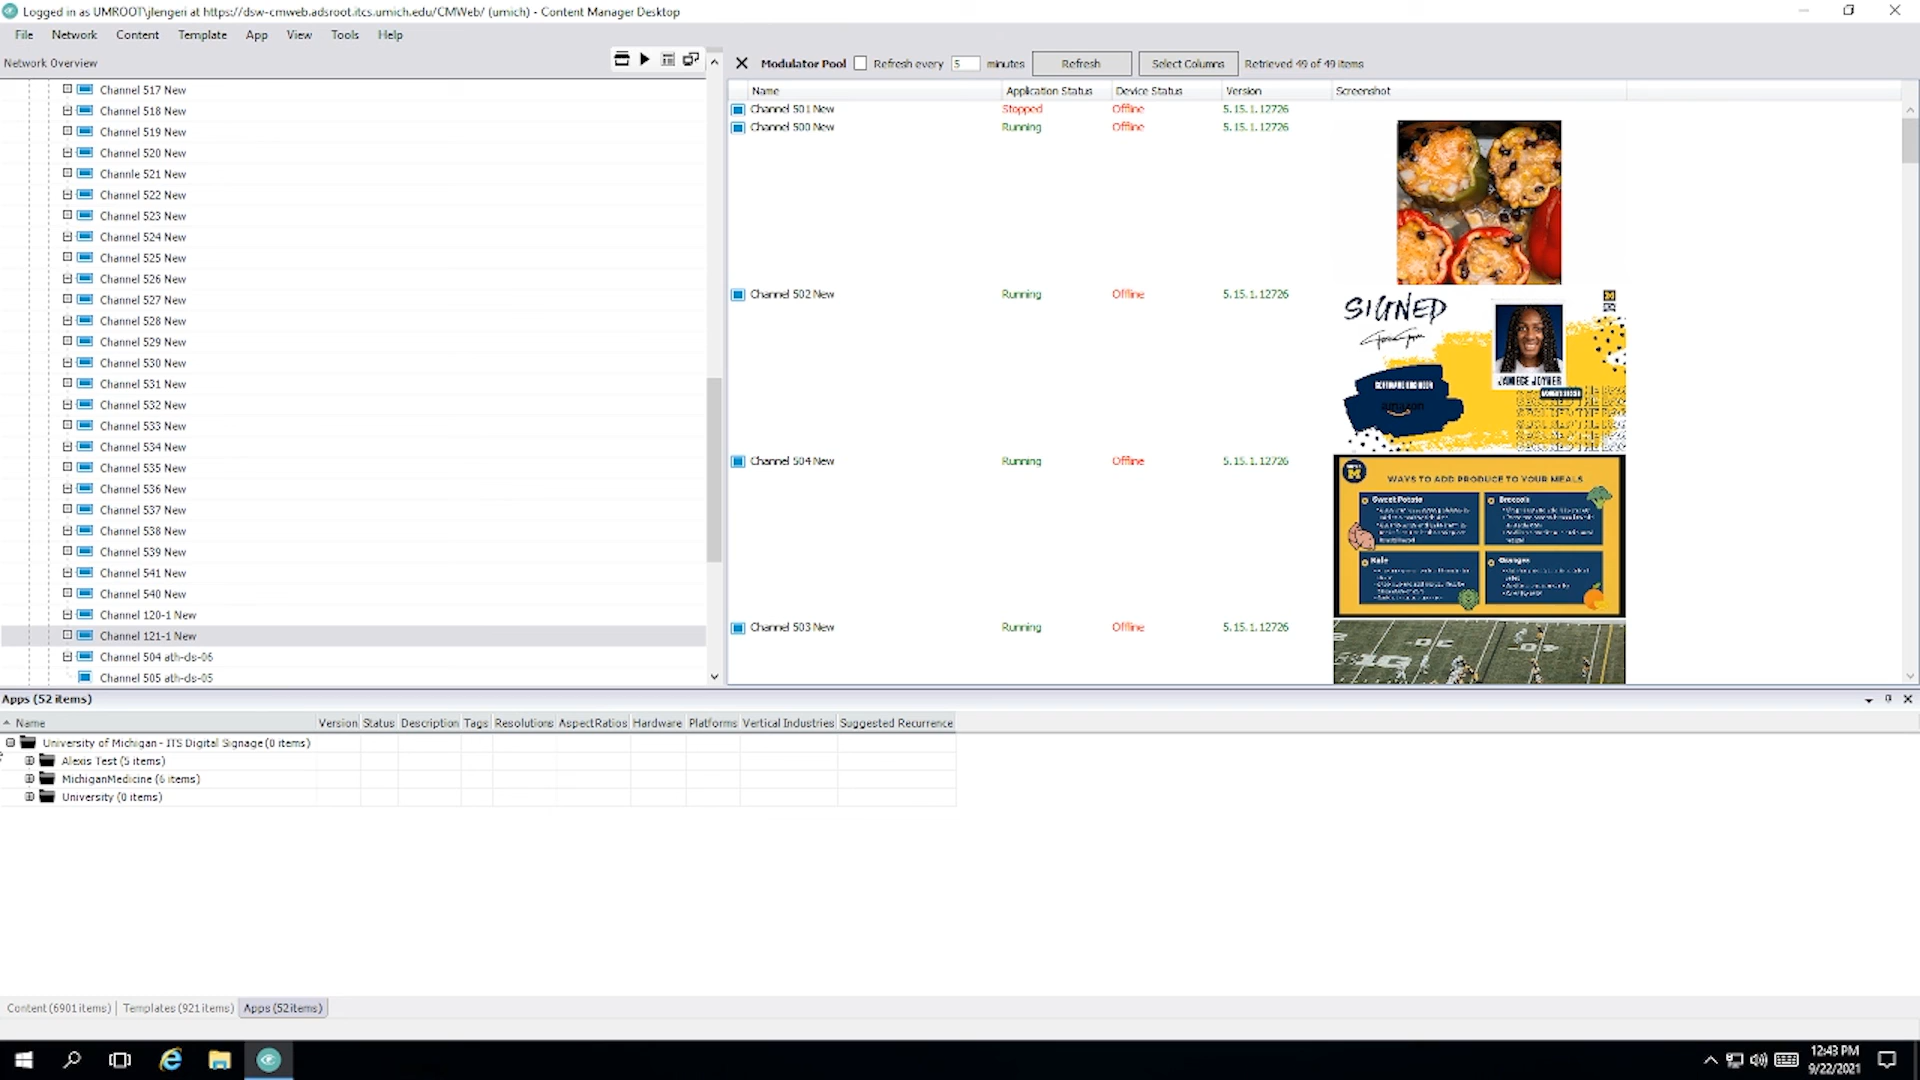 Logged in as UMROOT\jlengeri at https://dsw-cmweb.adsroot.itcs.umich.edu/CMWeb/ (umich) - Content Manager Desktop
File Network Content Template App View Tools Help
Network Overview
Channel 517 New
Channel 518 New
Channel 519 New
Channel 520 New
Channle 521 New
Channel 522 New
Channel 523 New
Channel 524 New
Channel 525 New
Channel 526 New
Channel 527 New
Channel 528 New
Channel 529 New
Channel 530 New
Channel 531 New
Channel 532 New
Channel 533 New
Channel 534 New
Channel 535 New
Channel 536 New
Channel 537 New
Channel 538 New
Channel 539 New
Channel 541 New
Channel 540 New
Channel 120-1 New
Channel 121-1 New
Channel 504 ath-ds-06
Channel 505 ath-ds-05
Modulator Pool Refresh every 5 minutes Refresh Select Columns Retrieved 49 of 49 items
Name Application Status Device Status Version Screenshot
Channel 501 New Stopped Offline 5.15.1.12726
Channel 500 New Running Offline 5.15.1.12726
Channel 502 New Running Offline 5.15.1.12726
SIGNED
JANIECE JOYNER
SOFTWARE ENGINEER
amazon
Channel 504 New Running Offline 5.15.1.12726
WAYS TO ADD PRODUCE TO YOUR MEALS
Sweet Potato
Broccoli
Kale
Oranges
Channel 503 New Running Offline 5.15.1.12726
Apps (52 items)
Name Version Status Description Tags Resolutions AspectRatios Hardware Platforms Vertical Industries Suggested Recurrence
University of Michigan - ITS Digital Signage (0 items)
Alexis Test (5 items)
MichiganMedicine (6 items)
University (0 items)
Content (6901 items) Templates (921 items) Apps (52 items)
12:43 PM
9/22/2021